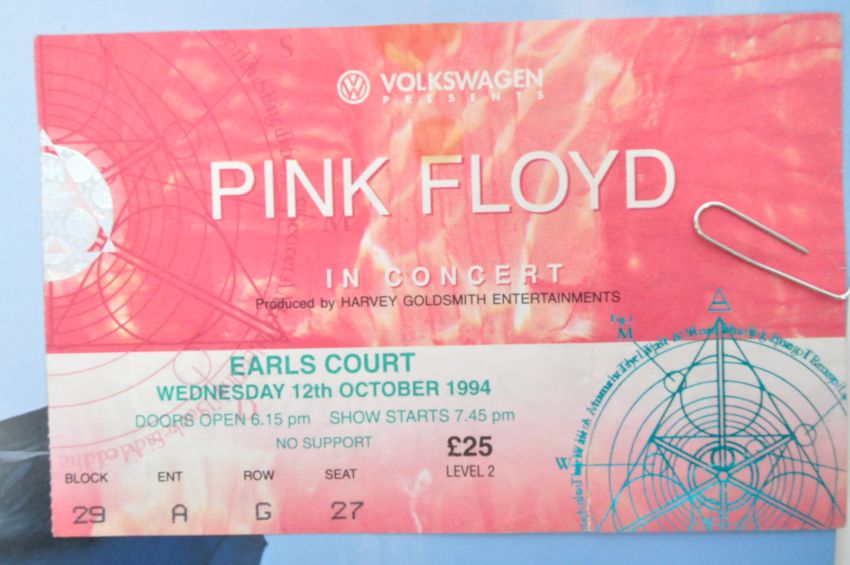 VOLKSWAGEN
PRESENTS
PINK FLOYD
IN CONCERT
Produced by HARVEY GOLDSMITH ENTERTAINMENTS
EARLS COURT
WEDNESDAY 12th OCTOBER 1994
DOORS OPEN 6.15 pm SHOW STARTS 7.45 pm
NO SUPPORT
£25
LEVEL 2
BLOCK ENT ROW SEAT
29 A G 27
S
M
A
M
W